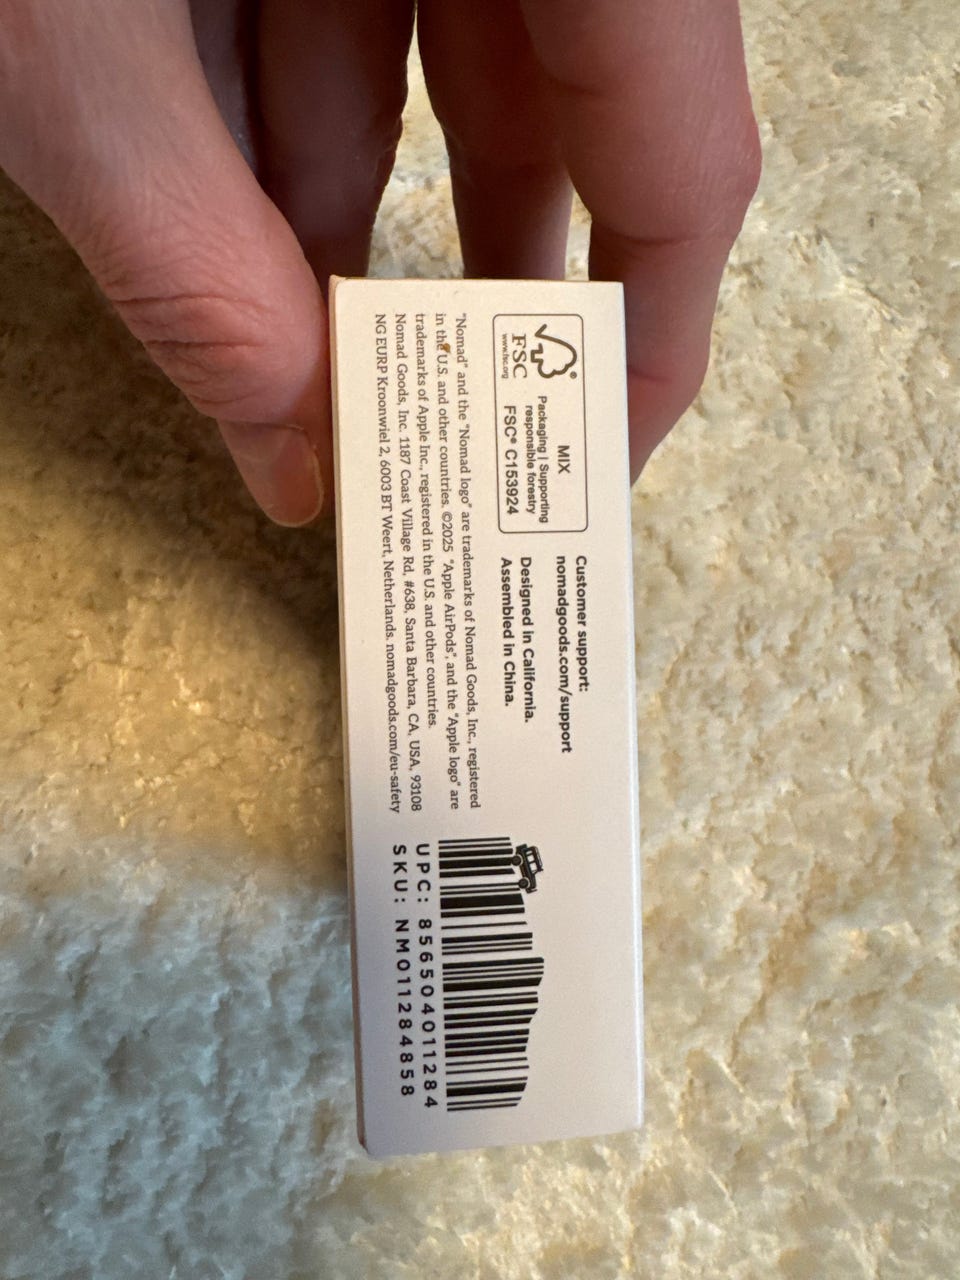 FSC®
www.fsc.org
MIX
Packaging | Supporting
responsible forestry
FSC® C153924
Customer support:
nomadgoods.com/support
Designed in California.
Assembled in China.
"Nomad" and the "Nomad logo" are trademarks of Nomad Goods, Inc., registered
in the U.S. and other countries. ©2025 "Apple AirPods", and the "Apple logo" are
trademarks of Apple Inc., registered in the U.S. and other countries.
Nomad Goods, Inc. 1187 Coast Village Rd, #638, Santa Barbara, CA, USA, 93108
NG EURP Kroonwiel 2, 6003 BT Weert, Netherlands. nomadgoods.com/eu-safety
UPC: 856504011284
SKU: NM01128485​8